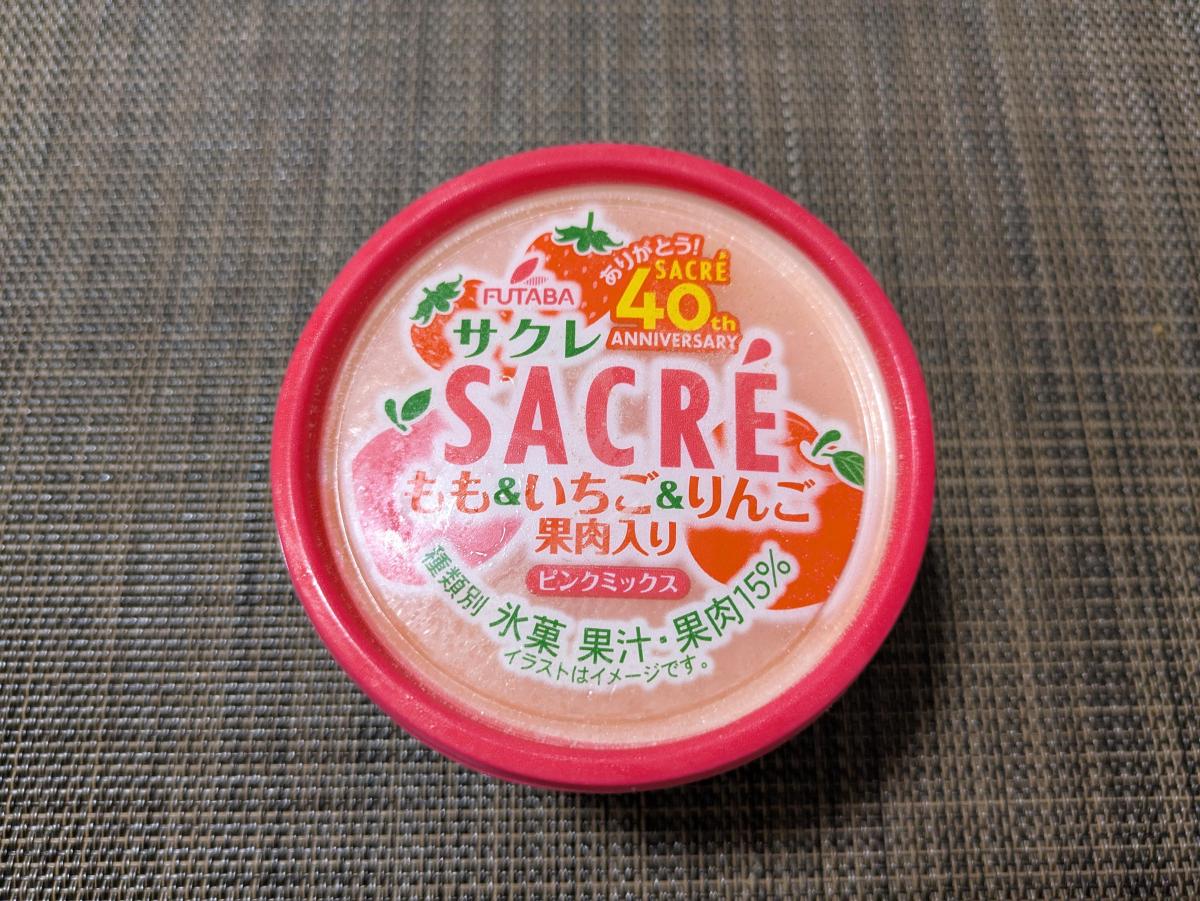 FUTABA
ありがとう!
SACRÉ
40th
ANNIVERSARY
サクレ
SACRÉ
もも&いちご&りんご
果肉入り
ピンクミックス
種類別 氷菓 果汁・果肉15%
イラストはイメージです。